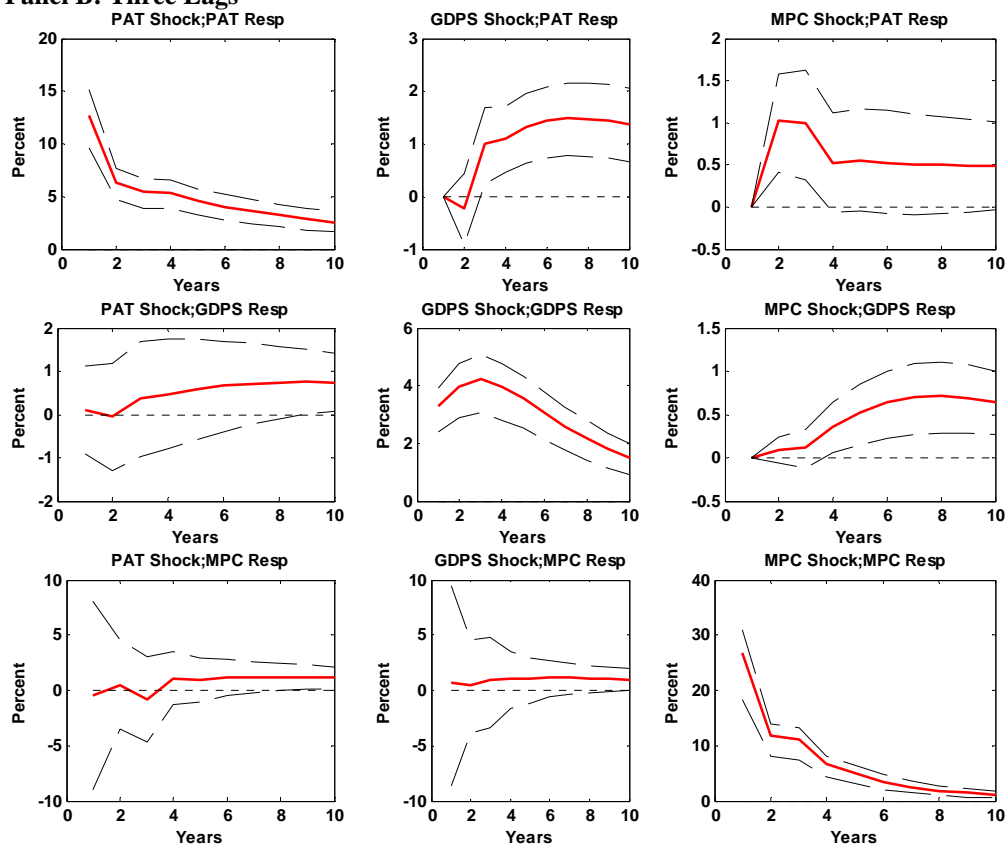 Panel B: Three Lags
PAT Shock;PAT Resp
GDPS Shock;PAT Resp
MPC Shock;PAT Resp
20
15
10
5
0
Percent
0 2 4 6 8 10
Years
3
2
1
0
-1
Percent
0 2 4 6 8 10
Years
2
1.5
1
0.5
0
-0.5
Percent
0 2 4 6 8 10
Years
PAT Shock;GDPS Resp
GDPS Shock;GDPS Resp
MPC Shock;GDPS Resp
2
1
0
-1
-2
Percent
0 2 4 6 8 10
Years
6
4
2
0
Percent
0 2 4 6 8 10
Years
1.5
1
0.5
0
-0.5
Percent
0 2 4 6 8 10
Years
PAT Shock;MPC Resp
GDPS Shock;MPC Resp
MPC Shock;MPC Resp
10
5
0
-5
-10
Percent
0 2 4 6 8 10
Years
10
5
0
-5
-10
Percent
0 2 4 6 8 10
Years
40
30
20
10
0
Percent
0 2 4 6 8 10
Years